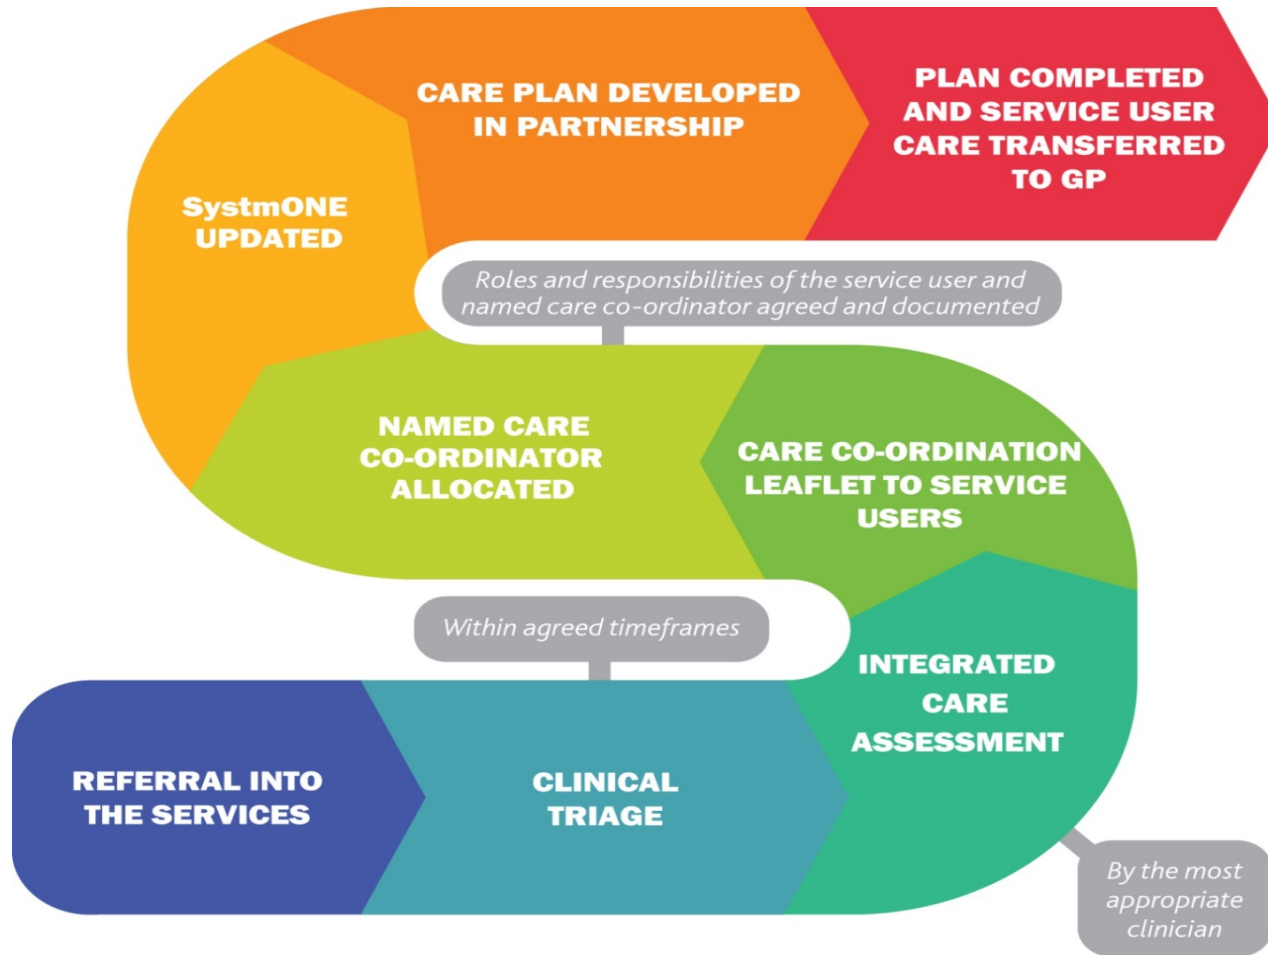 CARE PLAN DEVELOPED
IN PARTNERSHIP
PLAN COMPLETED
AND SERVICE USER
CARE TRANSFERRED
TO GP
SystmONE
UPDATED
Roles and responsibilities of the service user and
named care co-ordinator agreed and documented
NAMED CARE
CO-ORDINATOR
ALLOCATED
CARE CO-ORDINATION
LEAFLET TO SERVICE
USERS
Within agreed timeframes
INTEGRATED
CARE
ASSESSMENT
REFERRAL INTO
THE SERVICES
CLINICAL
TRIAGE
By the most
appropriate
clinician